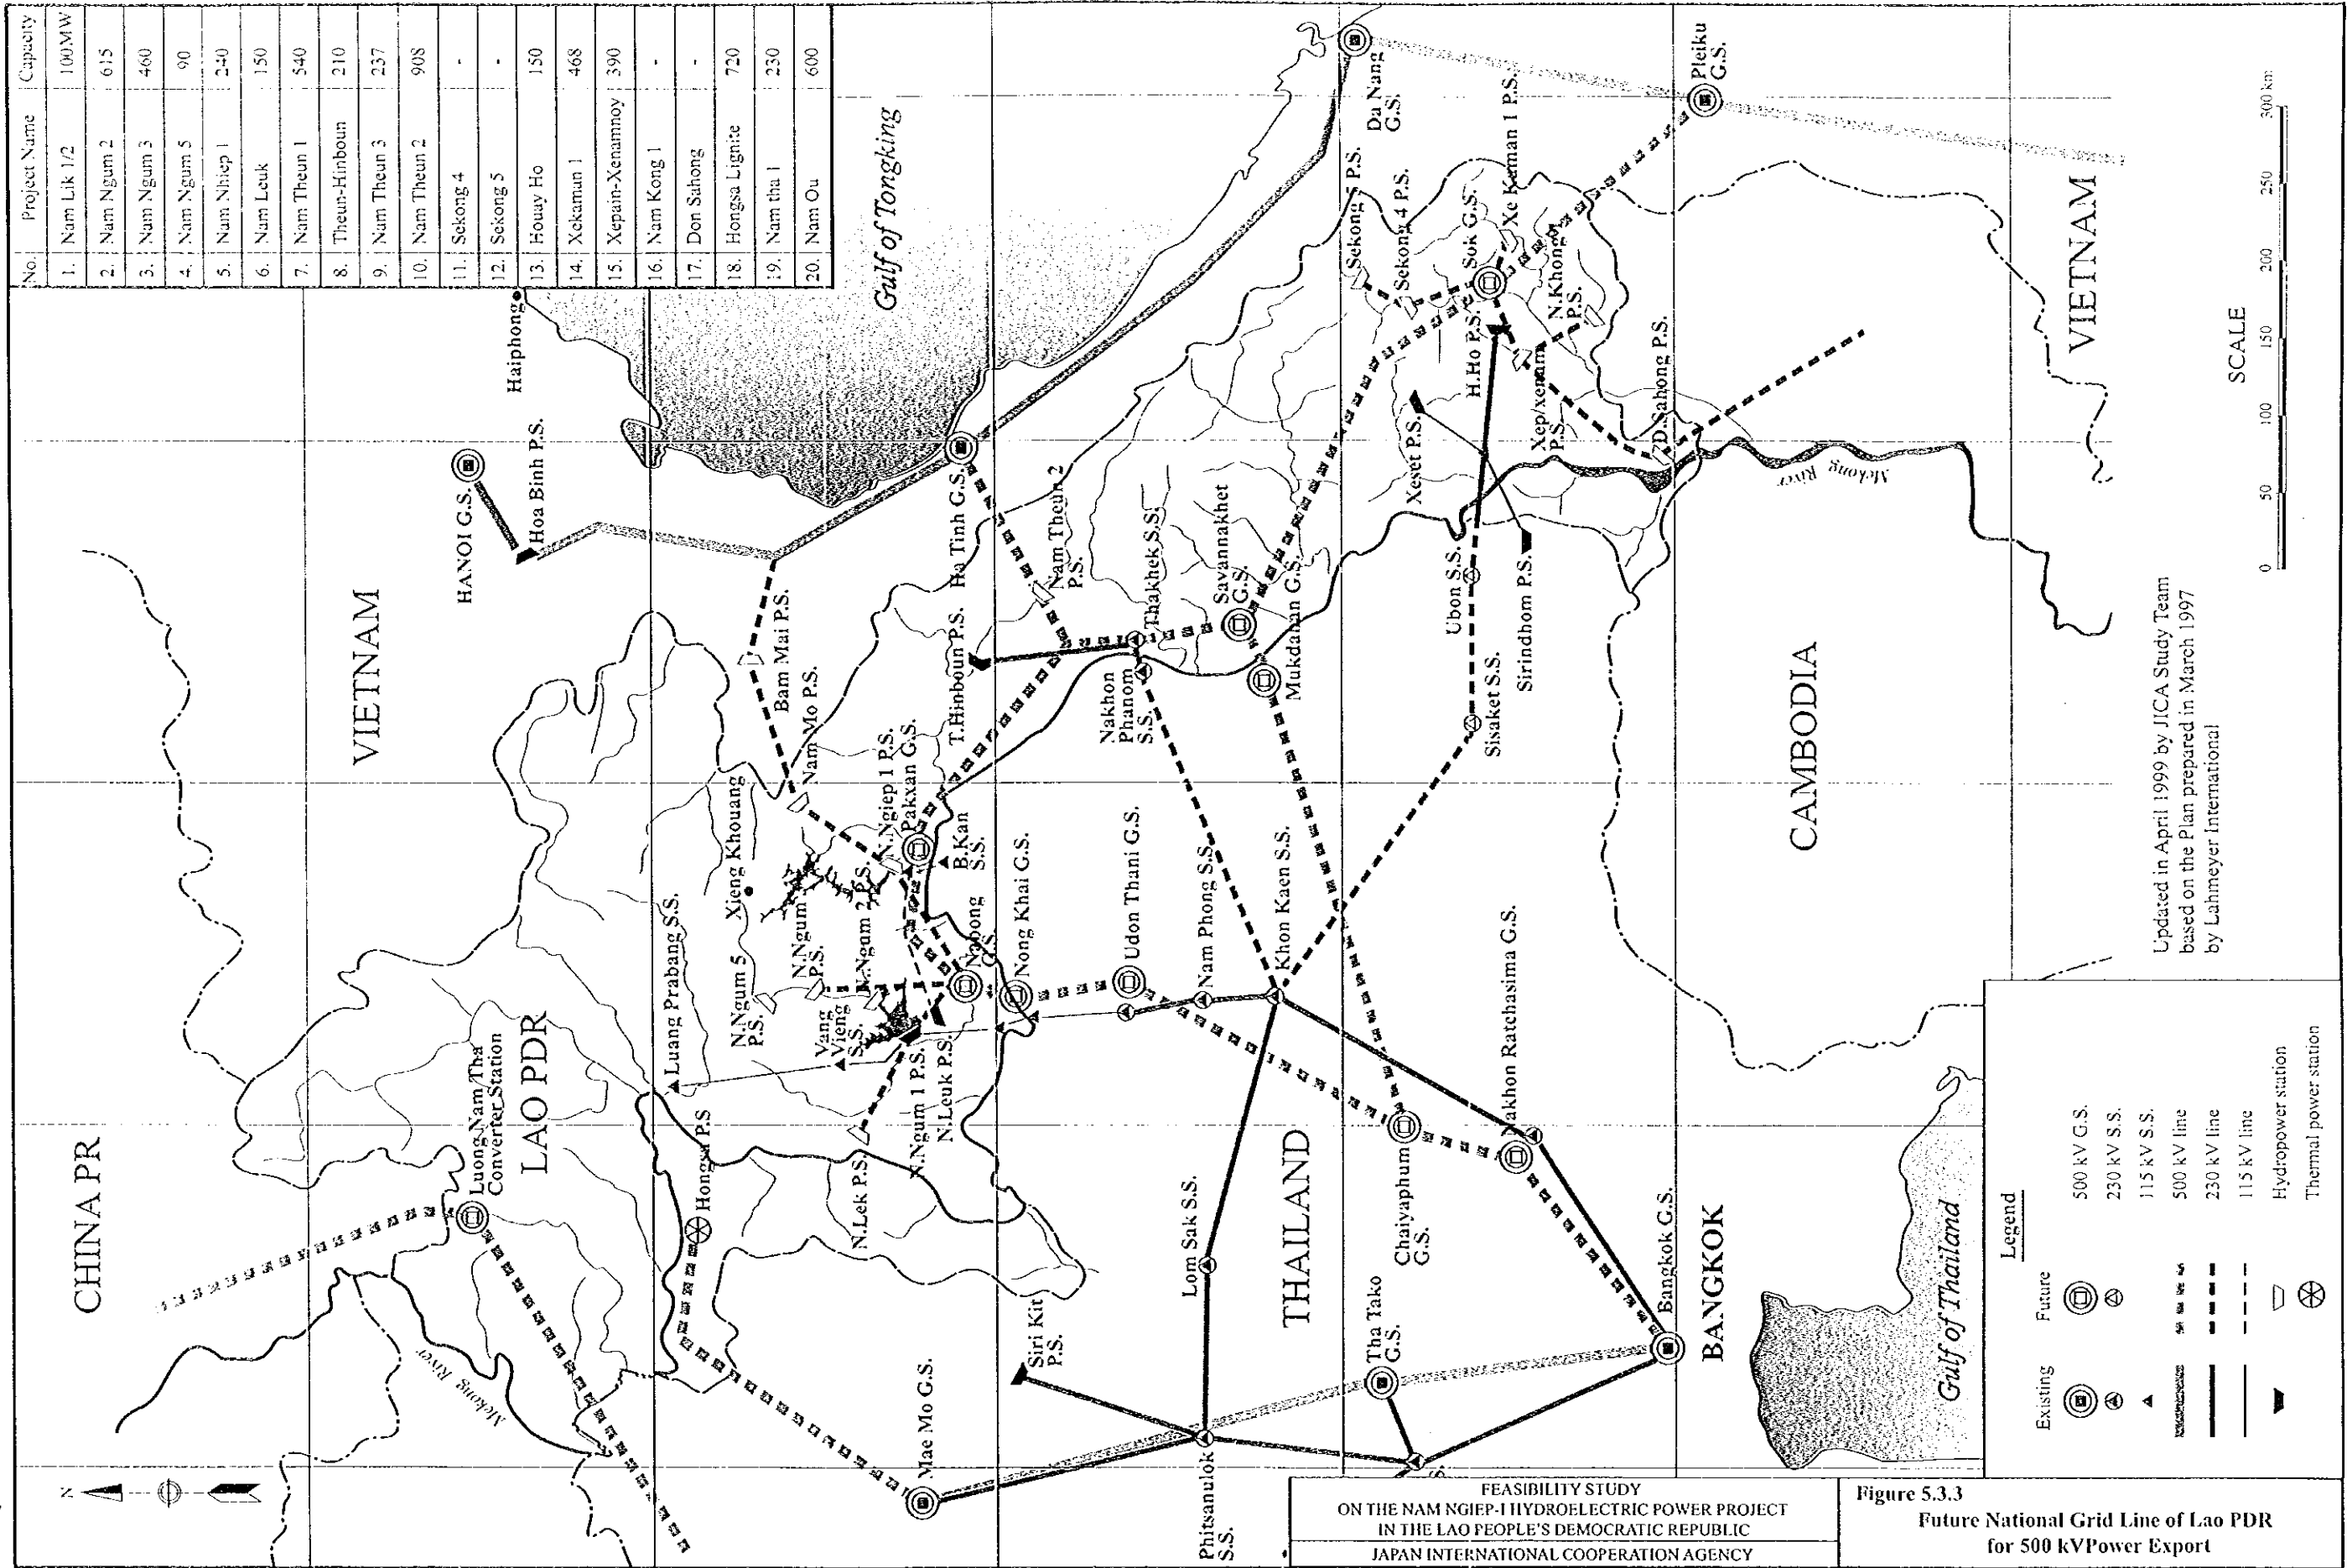 No. Project Name Capacity
1. Nam Lik 1/2 100MW
2. Nam Ngum 2 615
3. Nam Ngum 3 460
4. Nam Ngum 5 90
5. Nam Nhiep 1 240
6. Nam Leuk 150
7. Nam Theun 1 540
8. Theun-Hinboun 210
9. Nam Theun 3 237
10. Nam Theun 2 908
11. Sekong 4 -
12. Sekong 5 -
13. Houay Ho 150
14. Xekamun 1 468
15. Xepain-Xenamnoy 390
16. Nam Kong 1 -
17. Don Sahong -
18. Hongsa Lignite 720
19. Nam tha 1 230
20. Nam Ou 600
N
CHINA PR
VIETNAM
HANOI G.S.
Hoa Binh P.S.
Haiphong
Gulf of Tongking
Luong Nam Tha
Converter Station
LAO PDR
Mekong River
Hongsa P.S
Luang Prabang S.S.
Xieng Khouang
Bam Mai P.S.
Nam Mo P.S.
N.Ngum 5
P.S.
Vang
Vieng
S.S.
N.Ngum
P.S.
N.Ngum 2 P.S.
N.Ngiep 1 P.S.
Pakxan G.S.
B.Kan
S.S.
N.Lek P.S.
N.Ngum 1 P.S.
N.Leuk P.S.
Nabong
G.S.
Nong Khai G.S.
T.Hinboun P.S.
Ha Tinh G.S.
Nam Theun 2
P.S.
Thakhek S.S.
Nakhon
Phanom
S.S.
Savannakhet
G.S.
Mukdahan G.S.
Mae Mo G.S.
Siri Kit
P.S.
Phitsanulok
S.S.
Lom Sak S.S.
Udon Thani G.S.
Nam Phong S.S.
Khon Kaen S.S.
THAILAND
Tha Tako
G.S.
Chaiyaphum
G.S.
Nakhon Ratchasima G.S.
Bangkok G.S.
BANGKOK
Gulf of Thailand
Sisaket S.S.
Ubon S.S.
Sirindhom P.S.
Xeset P.S.
H.Ho P.S.
Xep/xenam
P.S.
Sekong 5 P.S.
Sekong 4 P.S.
Sok G.S.
Xe Kaman 1 P.S.
N.Khong
P.S.
D.Sahong P.S.
Da Nang
G.S.
Pleiku
G.S.
Mekong River
CAMBODIA
VIETNAM
SCALE
0 50 100 150 200 250 300 km
Updated in April 1999 by JICA Study Team
based on the Plan prepared in March 1997
by Lahmeyer International
Legend
Existing Future
500 kV G.S.
230 kV S.S.
115 kV S.S.
500 kV line
230 kV line
115 kV line
Hydropower station
Thermal power station
FEASIBILITY STUDY
ON THE NAM NGIEP-I HYDROELECTRIC POWER PROJECT
IN THE LAO PEOPLE'S DEMOCRATIC REPUBLIC
JAPAN INTERNATIONAL COOPERATION AGENCY
Figure 5.3.3
Future National Grid Line of Lao PDR
for 500 kVPower Export